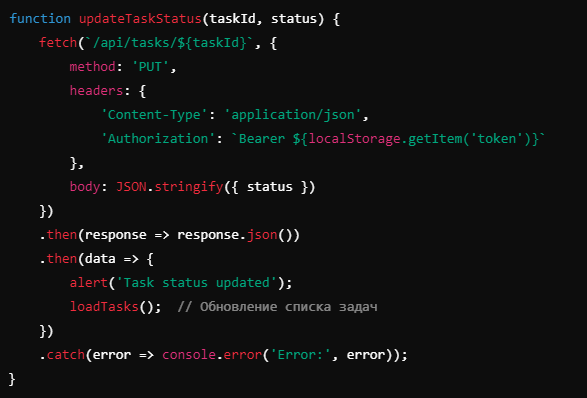 function updateTaskStatus(taskId, status) {
    fetch(`/api/tasks/${taskId}`, {
        method: 'PUT',
        headers: {
            'Content-Type': 'application/json',
            'Authorization': `Bearer ${localStorage.getItem('token')}`
        },
        body: JSON.stringify({ status })
    })
    .then(response => response.json())
    .then(data => {
        alert('Task status updated');
        loadTasks();  // Обновление списка задач
    })
    .catch(error => console.error('Error:', error));
}